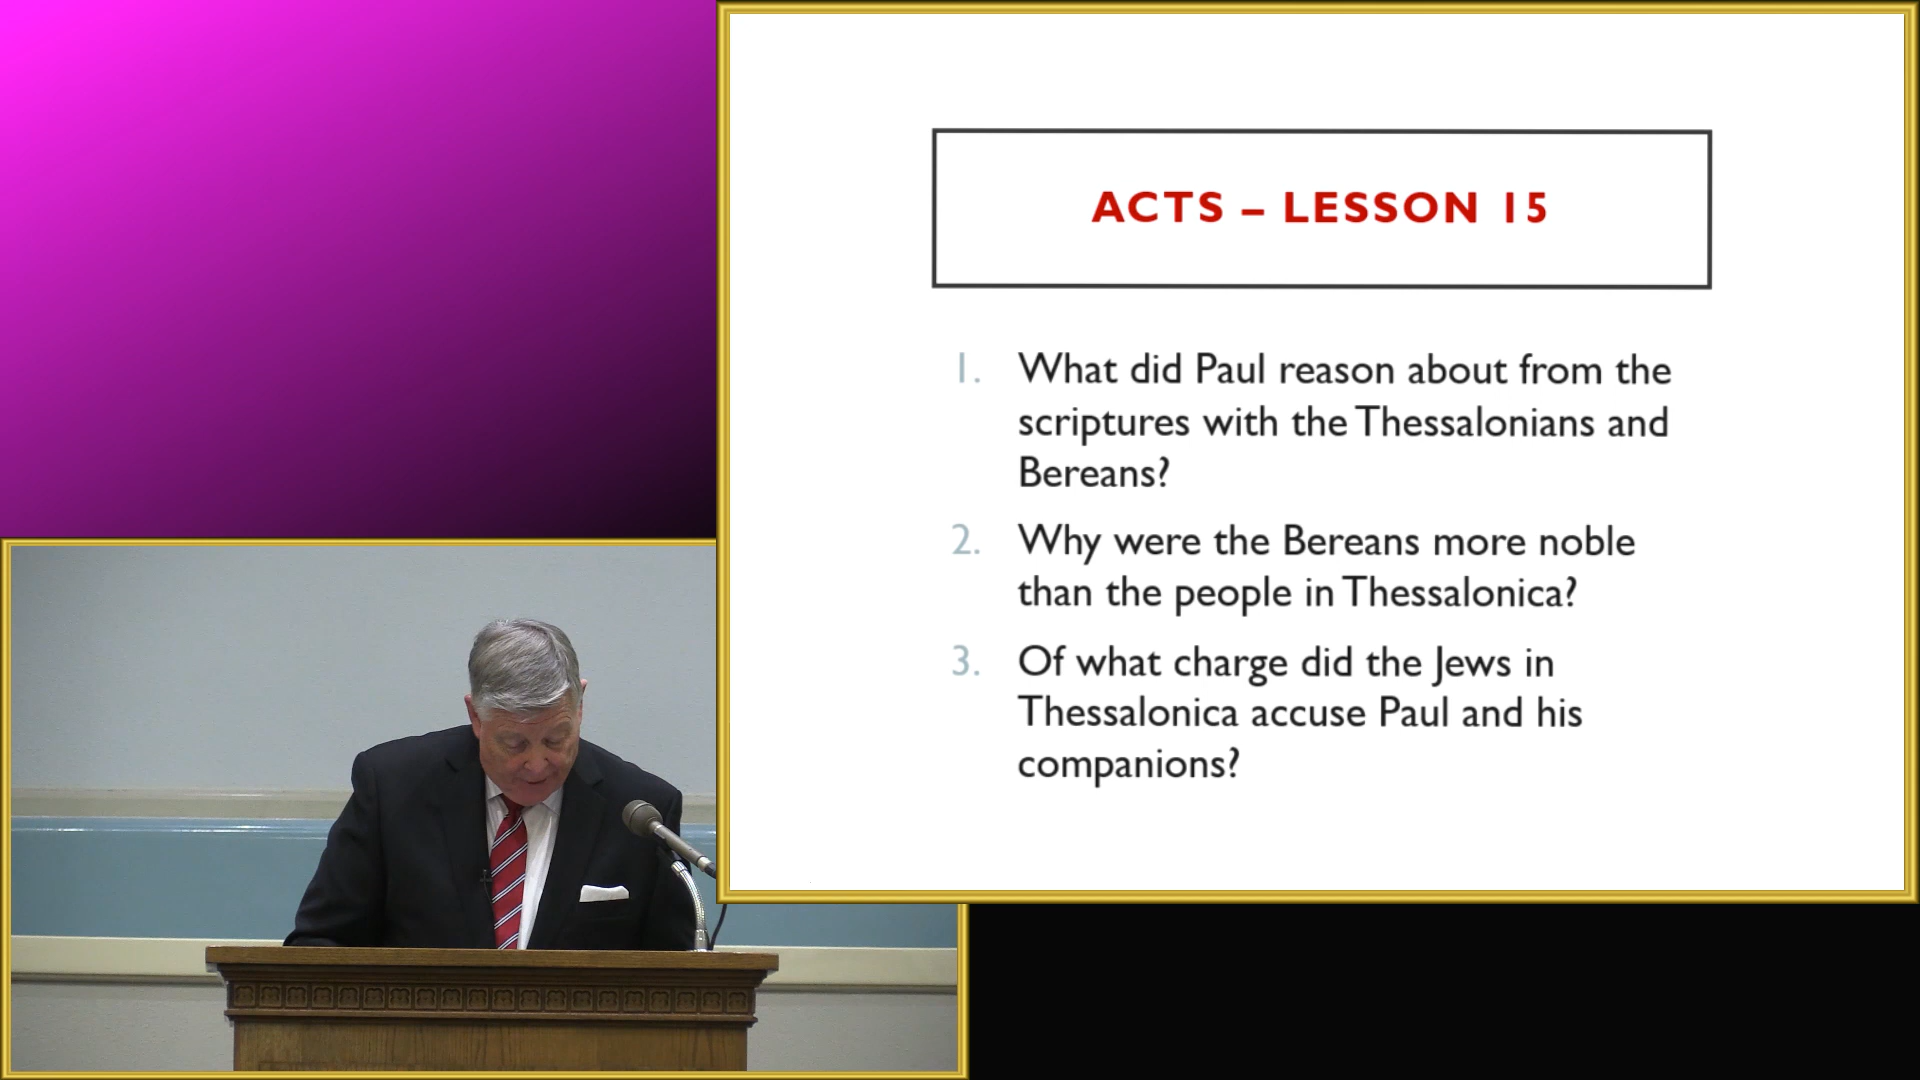 ACTS – LESSON 15
1. What did Paul reason about from the
scriptures with the Thessalonians and
Bereans?
2. Why were the Bereans more noble
than the people in Thessalonica?
3. Of what charge did the Jews in
Thessalonica accuse Paul and his
companions?